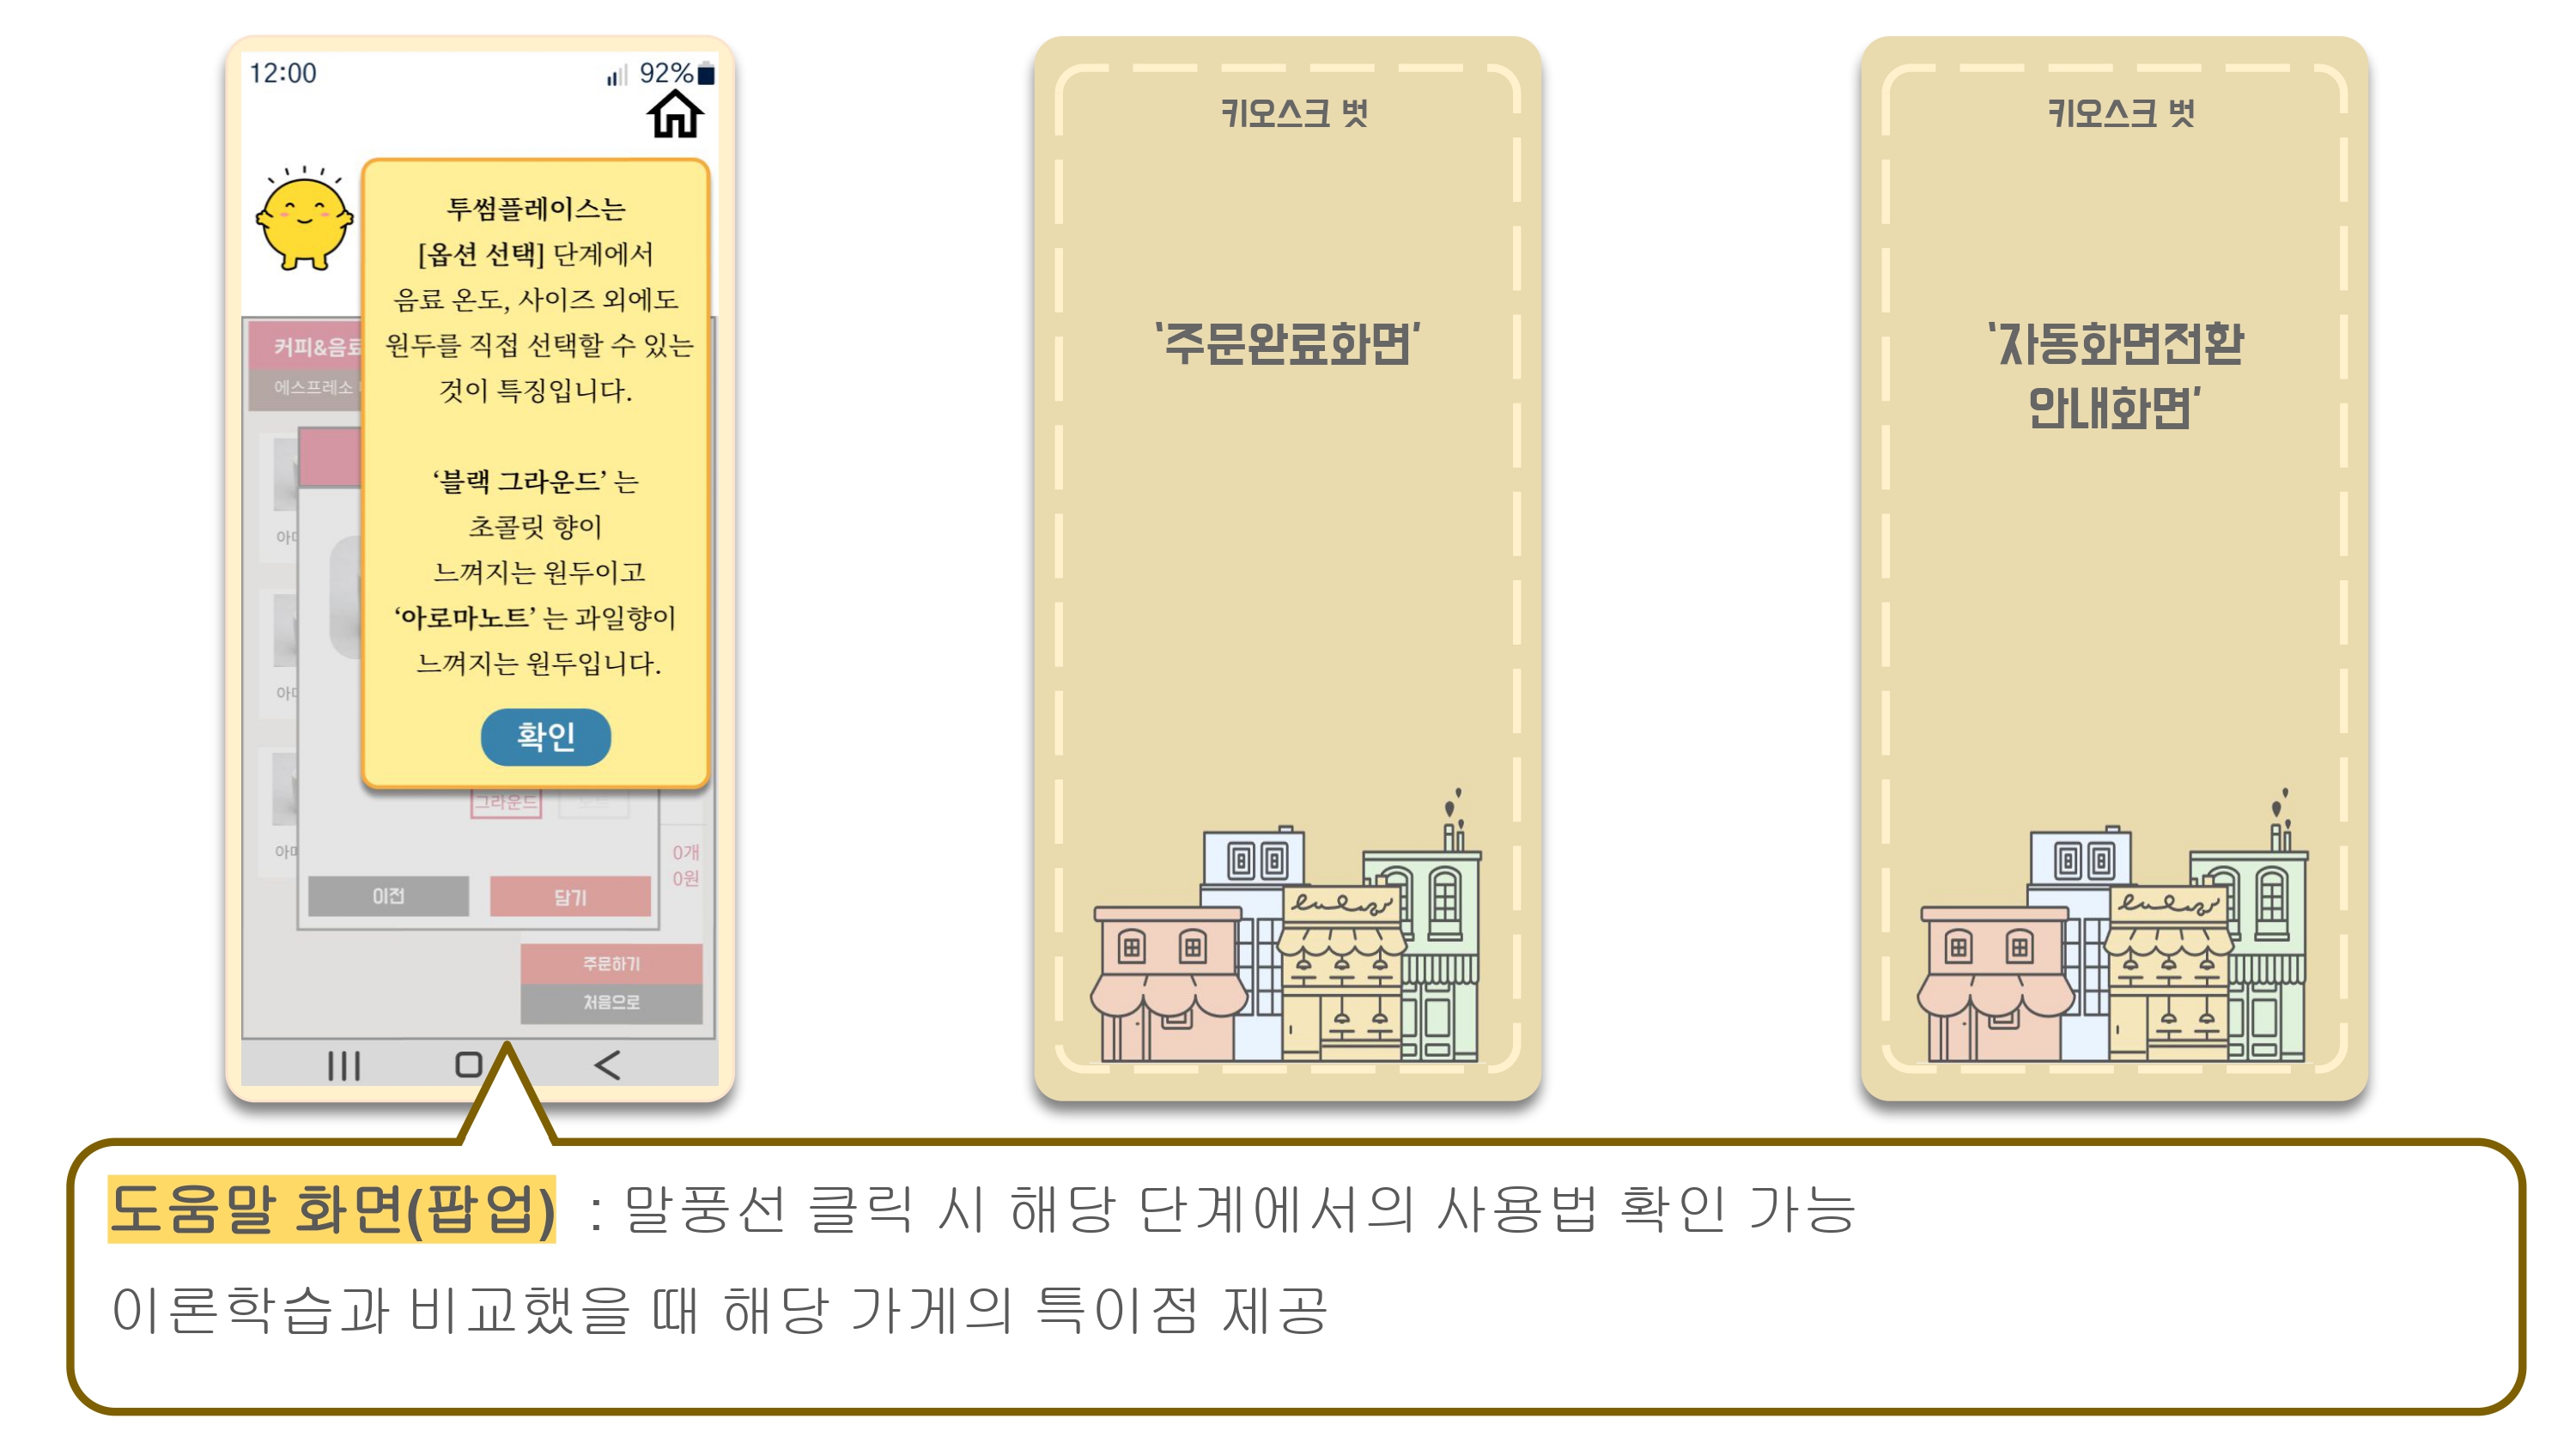 12:00
92%
투썸플레이스는
[옵션 선택] 단계에서
음료 온도, 사이즈 외에도
원두를 직접 선택할 수 있는
것이 특징입니다.
‘블랙 그라운드’ 는
초콜릿 향이
느껴지는 원두이고
‘아로마노트’ 는 과일향이
느껴지는 원두입니다.
확인
커피&음료
에스프레소
그라운드
0개
0원
이전
담기
주문하기
처음으로
키오스크 벗
‘주문완료화면’
키오스크 벗
‘자동화면전환
안내화면’
도움말 화면(팝업) : 말풍선 클릭 시 해당 단계에서의 사용법 확인 가능
이론학습과 비교했을 때 해당 가게의 특이점 제공